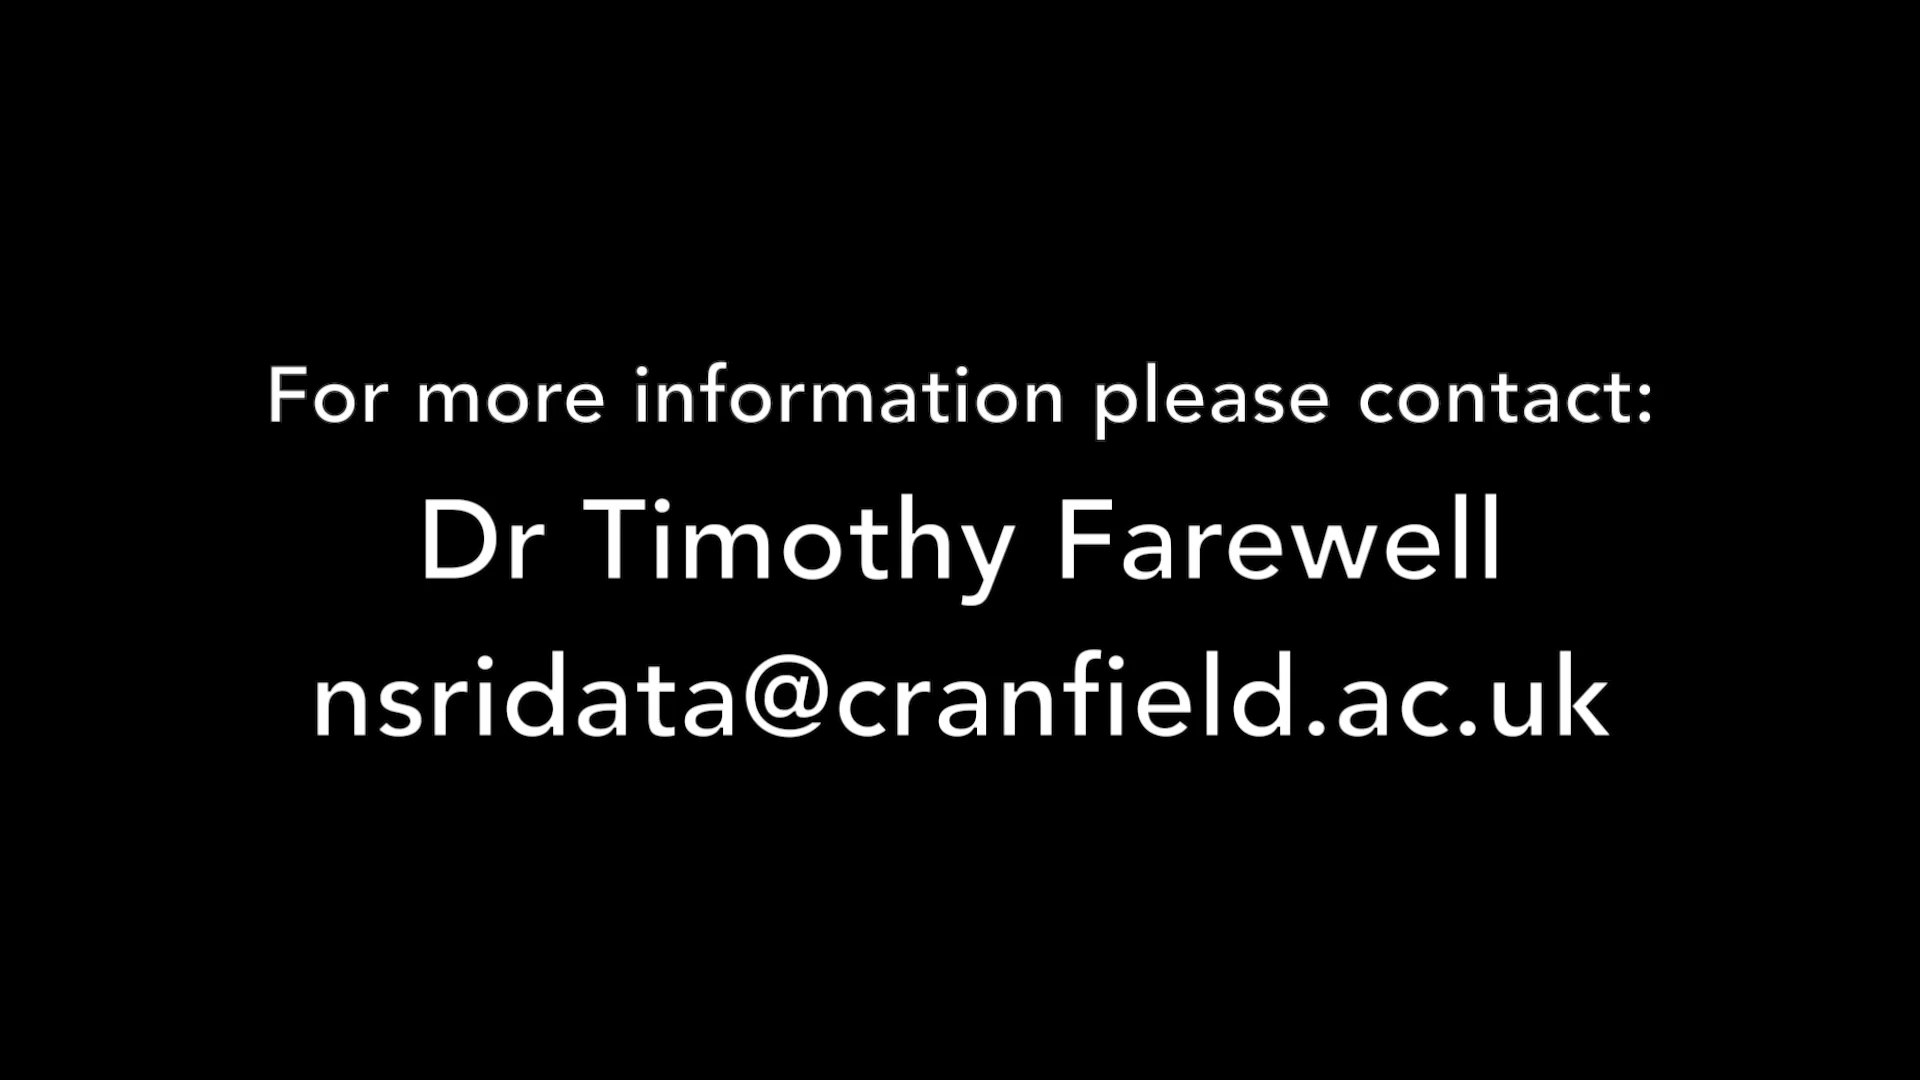 For more information please contact:
Dr Timothy Farewell
nsridata@cranfield.ac.uk